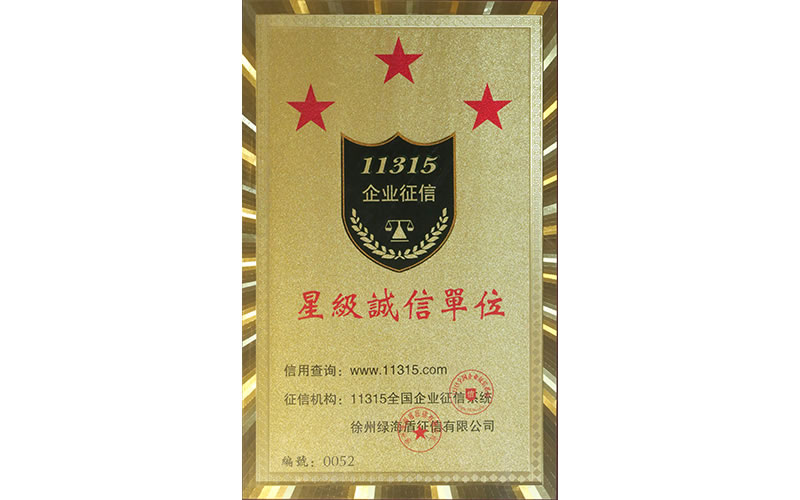 11315
企业征信
星級誠信單位
信用查询：www.11315.com
征信机构：11315全国企业征信系统
徐州绿海盾征信有限公司
编號：0052